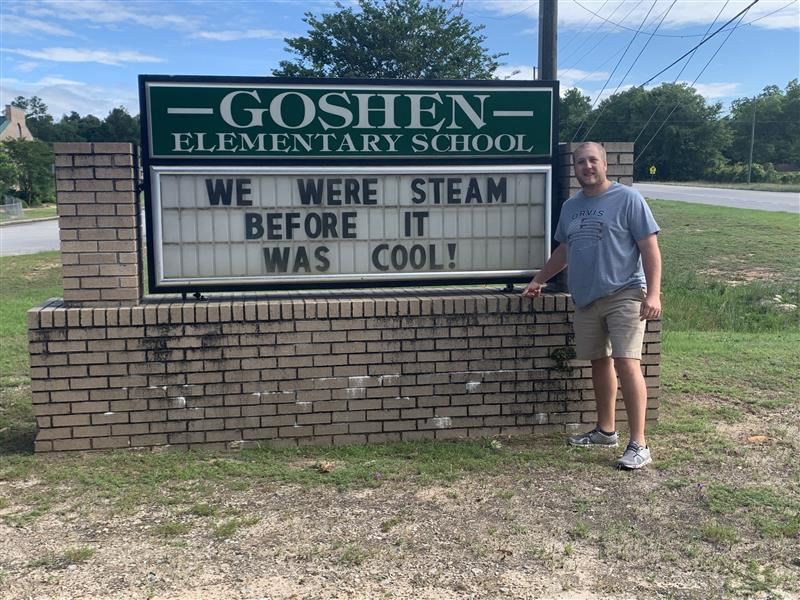 GOSHEN
ELEMENTARY SCHOOL
WE WERE STEAM
BEFORE IT
WAS COOL!
ORVIS